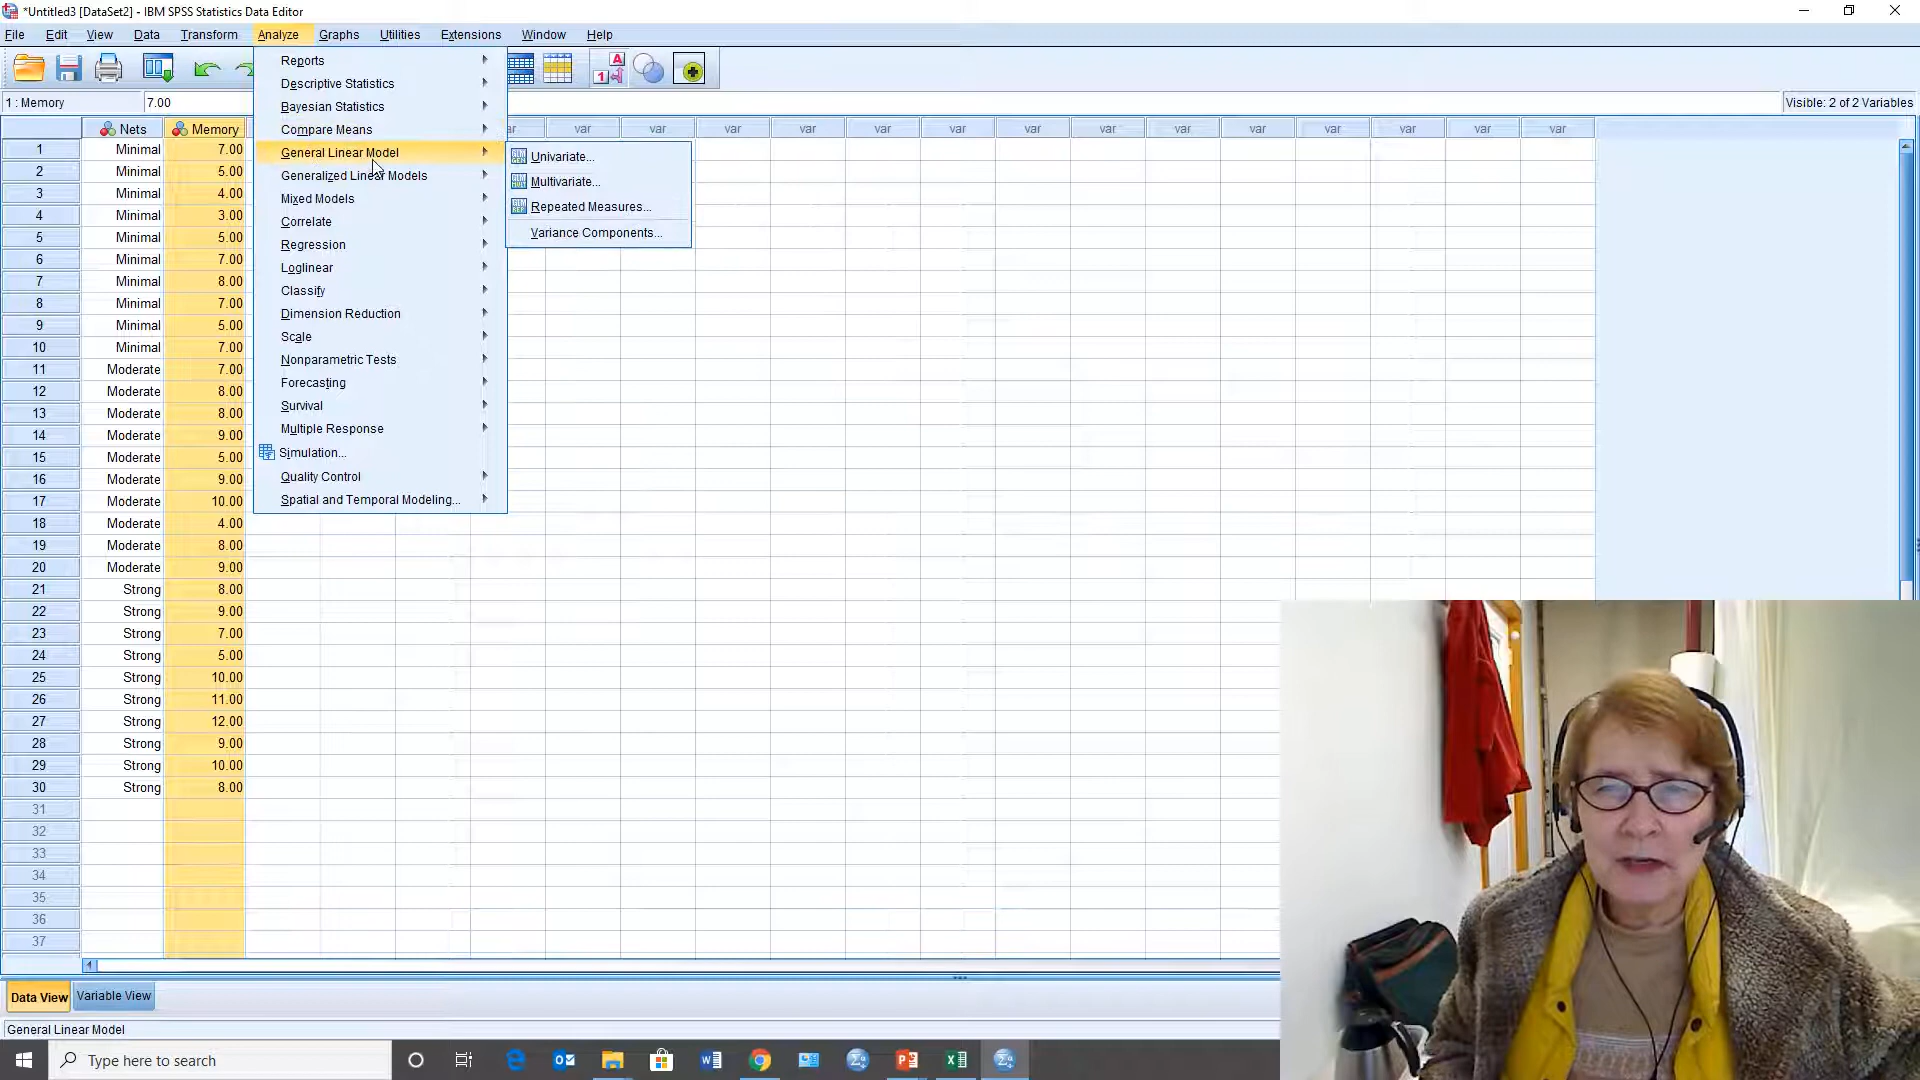 *Untitled3 [DataSet2] - IBM SPSS Statistics Data Editor
File Edit View Data Transform Analyze Graphs Utilities Extensions Window Help
1 : Memory 7.00 Visible: 2 of 2 Variables
Nets Memory var var var var var var var var var var var var var var
1 Minimal 7.00
2 Minimal 5.00
3 Minimal 4.00
4 Minimal 3.00
5 Minimal 5.00
6 Minimal 7.00
7 Minimal 8.00
8 Minimal 7.00
9 Minimal 5.00
10 Minimal 7.00
11 Moderate 7.00
12 Moderate 8.00
13 Moderate 8.00
14 Moderate 9.00
15 Moderate 5.00
16 Moderate 9.00
17 Moderate 10.00
18 Moderate 4.00
19 Moderate 8.00
20 Moderate 9.00
21 Strong 8.00
22 Strong 9.00
23 Strong 7.00
24 Strong 5.00
25 Strong 10.00
26 Strong 11.00
27 Strong 12.00
28 Strong 9.00
29 Strong 10.00
30 Strong 8.00
31
32
33
34
35
36
37
Reports
Descriptive Statistics
Bayesian Statistics
Compare Means
General Linear Model
Generalized Linear Models
Mixed Models
Correlate
Regression
Loglinear
Classify
Dimension Reduction
Scale
Nonparametric Tests
Forecasting
Survival
Multiple Response
Simulation...
Quality Control
Spatial and Temporal Modeling...
Univariate...
Multivariate...
Repeated Measures...
Variance Components...
Data View Variable View
General Linear Model
Type here to search